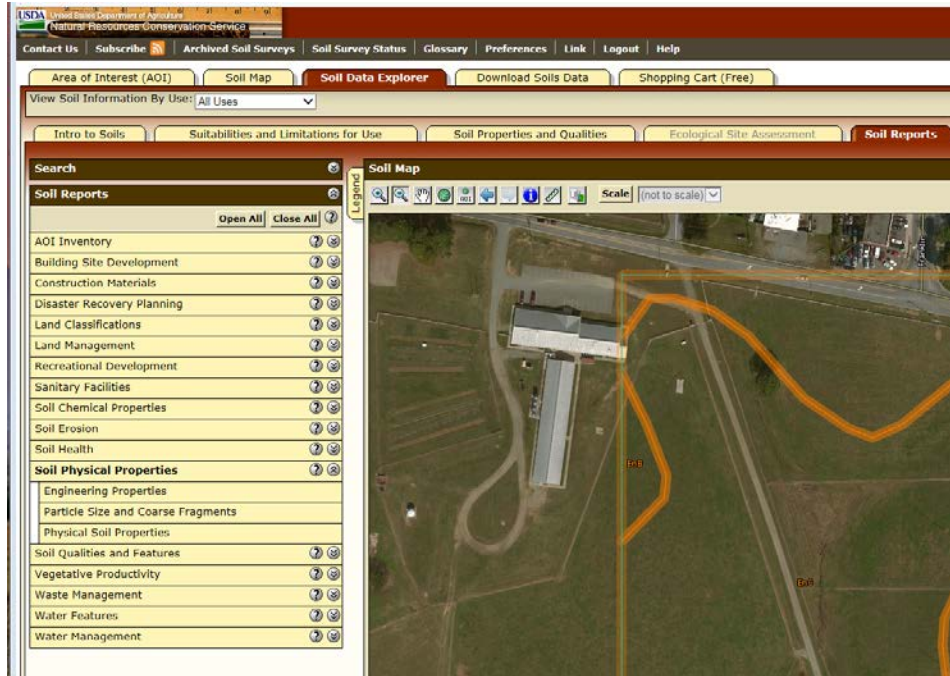 USDA United States Department of Agriculture
Natural Resources Conservation Service
Contact Us | Subscribe | Archived Soil Surveys | Soil Survey Status | Glossary | Preferences | Link | Logout | Help
Area of Interest (AOI) Soil Map Soil Data Explorer Download Soils Data Shopping Cart (Free)
View Soil Information By Use: All Uses
Intro to Soils Suitabilities and Limitations for Use Soil Properties and Qualities Ecological Site Assessment Soil Reports
Search
Soil Reports
Open All Close All ?
AOI Inventory
Building Site Development
Construction Materials
Disaster Recovery Planning
Land Classifications
Land Management
Recreational Development
Sanitary Facilities
Soil Chemical Properties
Soil Erosion
Soil Health
Soil Physical Properties
Engineering Properties
Particle Size and Coarse Fragments
Physical Soil Properties
Soil Qualities and Features
Vegetative Productivity
Waste Management
Water Features
Water Management
Legend
Soil Map
Scale (not to scale)
EnB